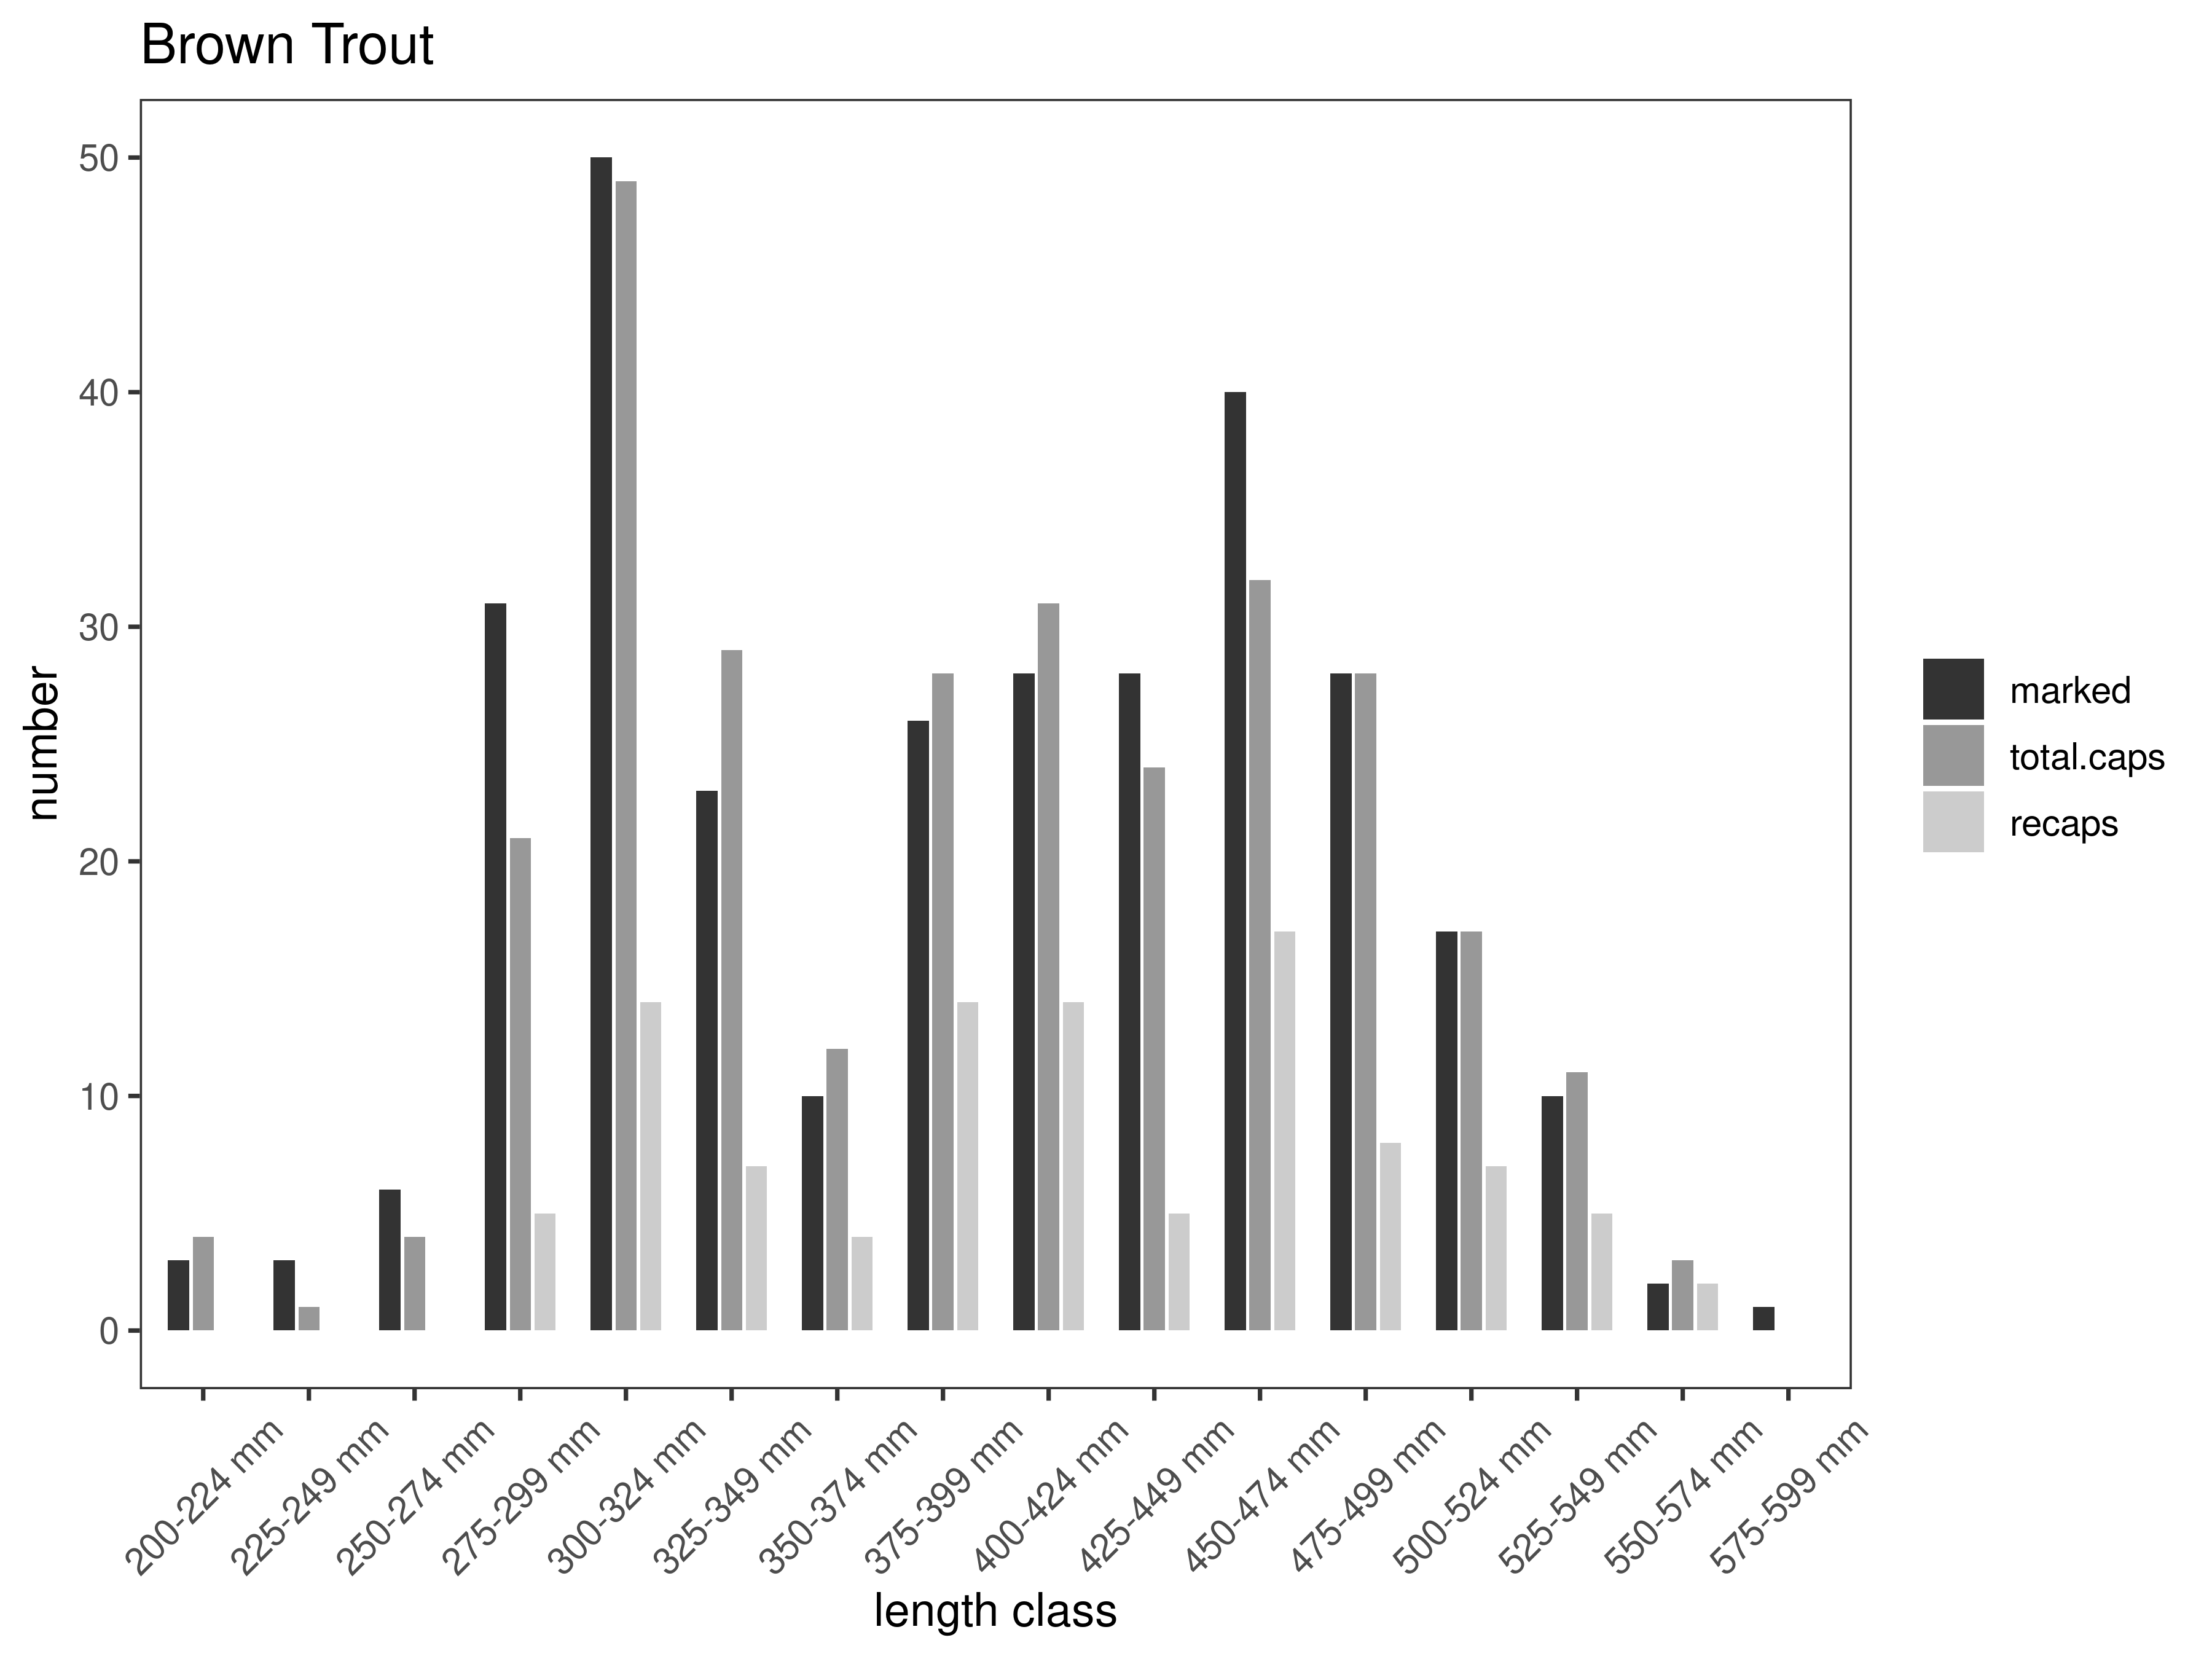 Brown Trout
number
50
40
30
20
10
0
200-224 mm
225-249 mm
250-274 mm
275-299 mm
300-324 mm
325-349 mm
350-374 mm
375-399 mm
400-424 mm
425-449 mm
450-474 mm
475-499 mm
500-524 mm
525-549 mm
550-574 mm
575-599 mm
length class
marked
total.caps
recaps